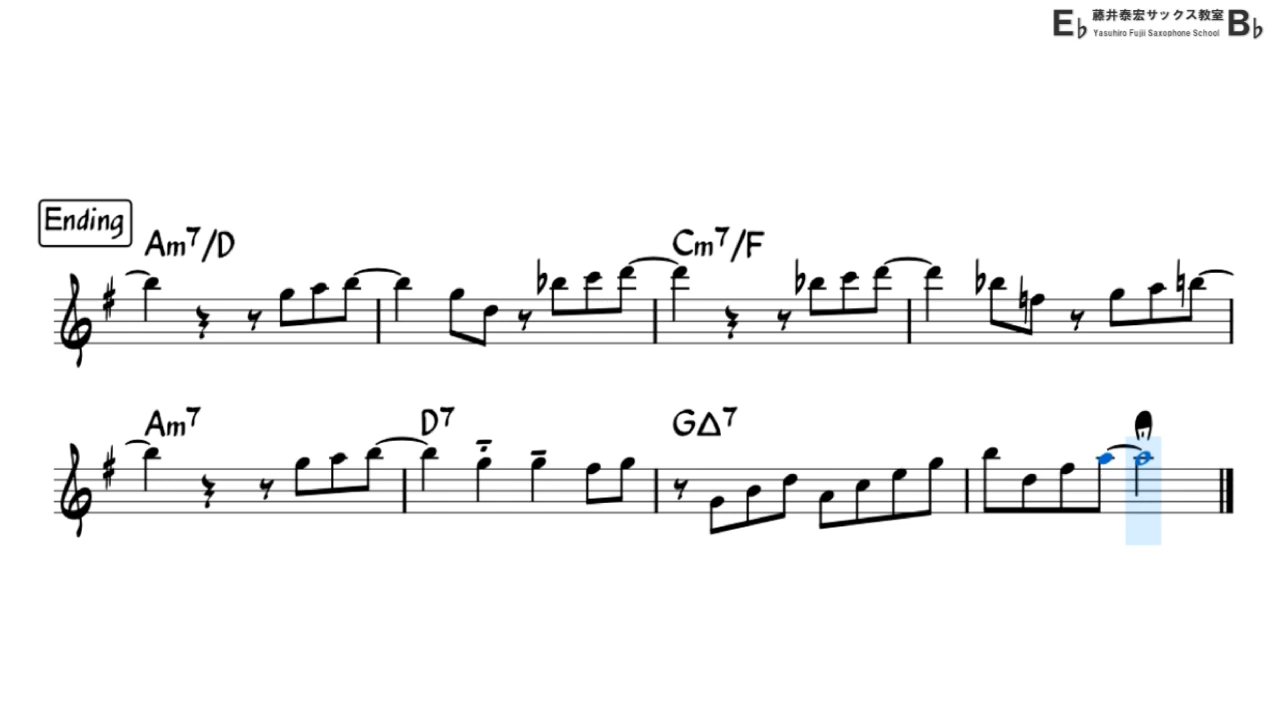 E♭ 藤井泰宏サックス教室 B♭
Yasuhiro Fujii Saxophone School
Ending
Am7/D Cm7/F
Am7 D7 G△7